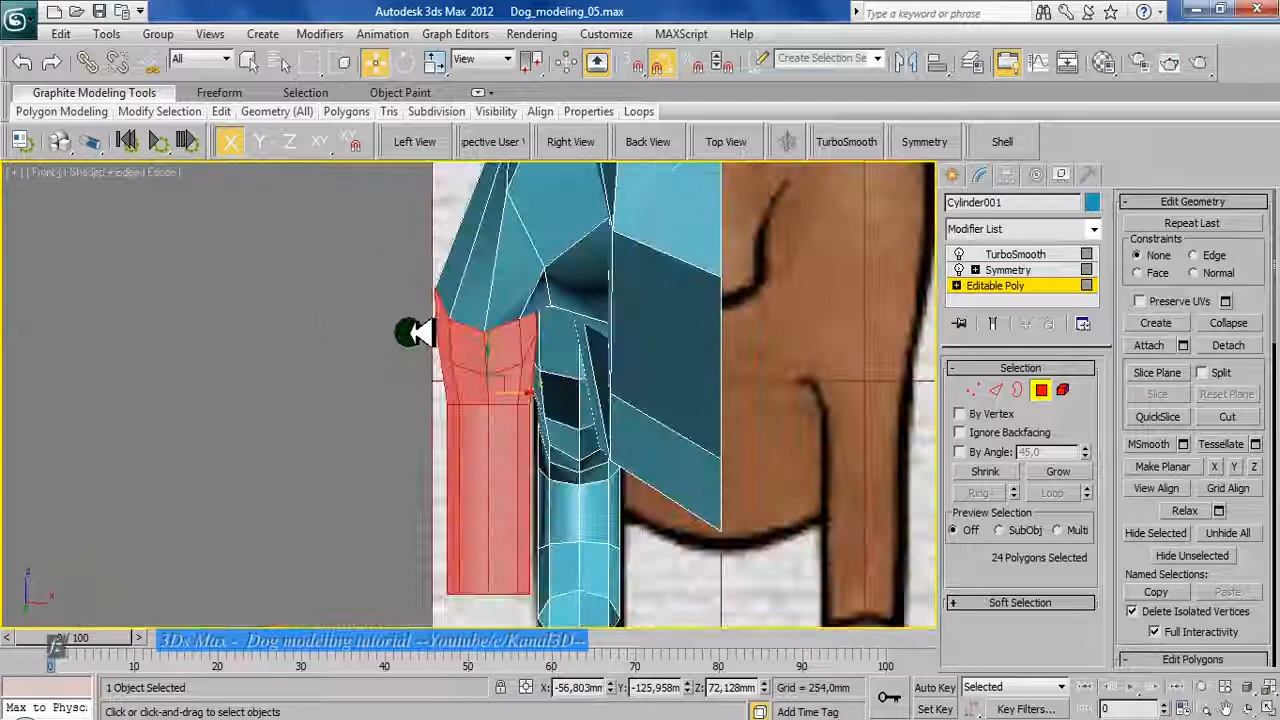 Autodesk 3ds Max 2012 Dog_modeling_05.max
Type a keyword or phrase
Edit Tools Group Views Create Modifiers Animation Graph Editors Rendering Customize MAXScript Help
All View Create Selection Se
Graphite Modeling Tools Freeform Selection Object Paint
Polygon Modeling Modify Selection Edit Geometry (All) Polygons Tris Subdivision Visibility Align Properties Loops
X Y Z XY XY Left View spective User V Right View Back View Top View TurboSmooth Symmetry Shell
Cylinder001
Modifier List
TurboSmooth
Symmetry
Editable Poly
Selection
By Vertex
Ignore Backfacing
By Angle: 45,0
Shrink Grow
Ring Loop
Preview Selection
Off SubObj Multi
24 Polygons Selected
Soft Selection
Edit Geometry
Repeat Last
Constraints
None Edge
Face Normal
Preserve UVs
Create Collapse
Attach Detach
Slice Plane Split
Slice Reset Plane
QuickSlice Cut
MSmooth Tessellate
Make Planar X Y Z
View Align Grid Align
Relax
Hide Selected Unhide All
Hide Unselected
Named Selections:
Copy Paste
Delete Isolated Vertices
Full Interactivity
Edit Polygons
/ 100
3Ds Max - Dog modeling tutorial --Youtube/c/Kanal3D--
0 10 20 30 40 50 60 70 80 90 100
1 Object Selected X: -56,803mm Y: -125,958m Z: 72,128mm Grid = 254,0mm Auto Key Selected
Max to Physc Click or click-and-drag to select objects Add Time Tag Set Key Key Filters... 0